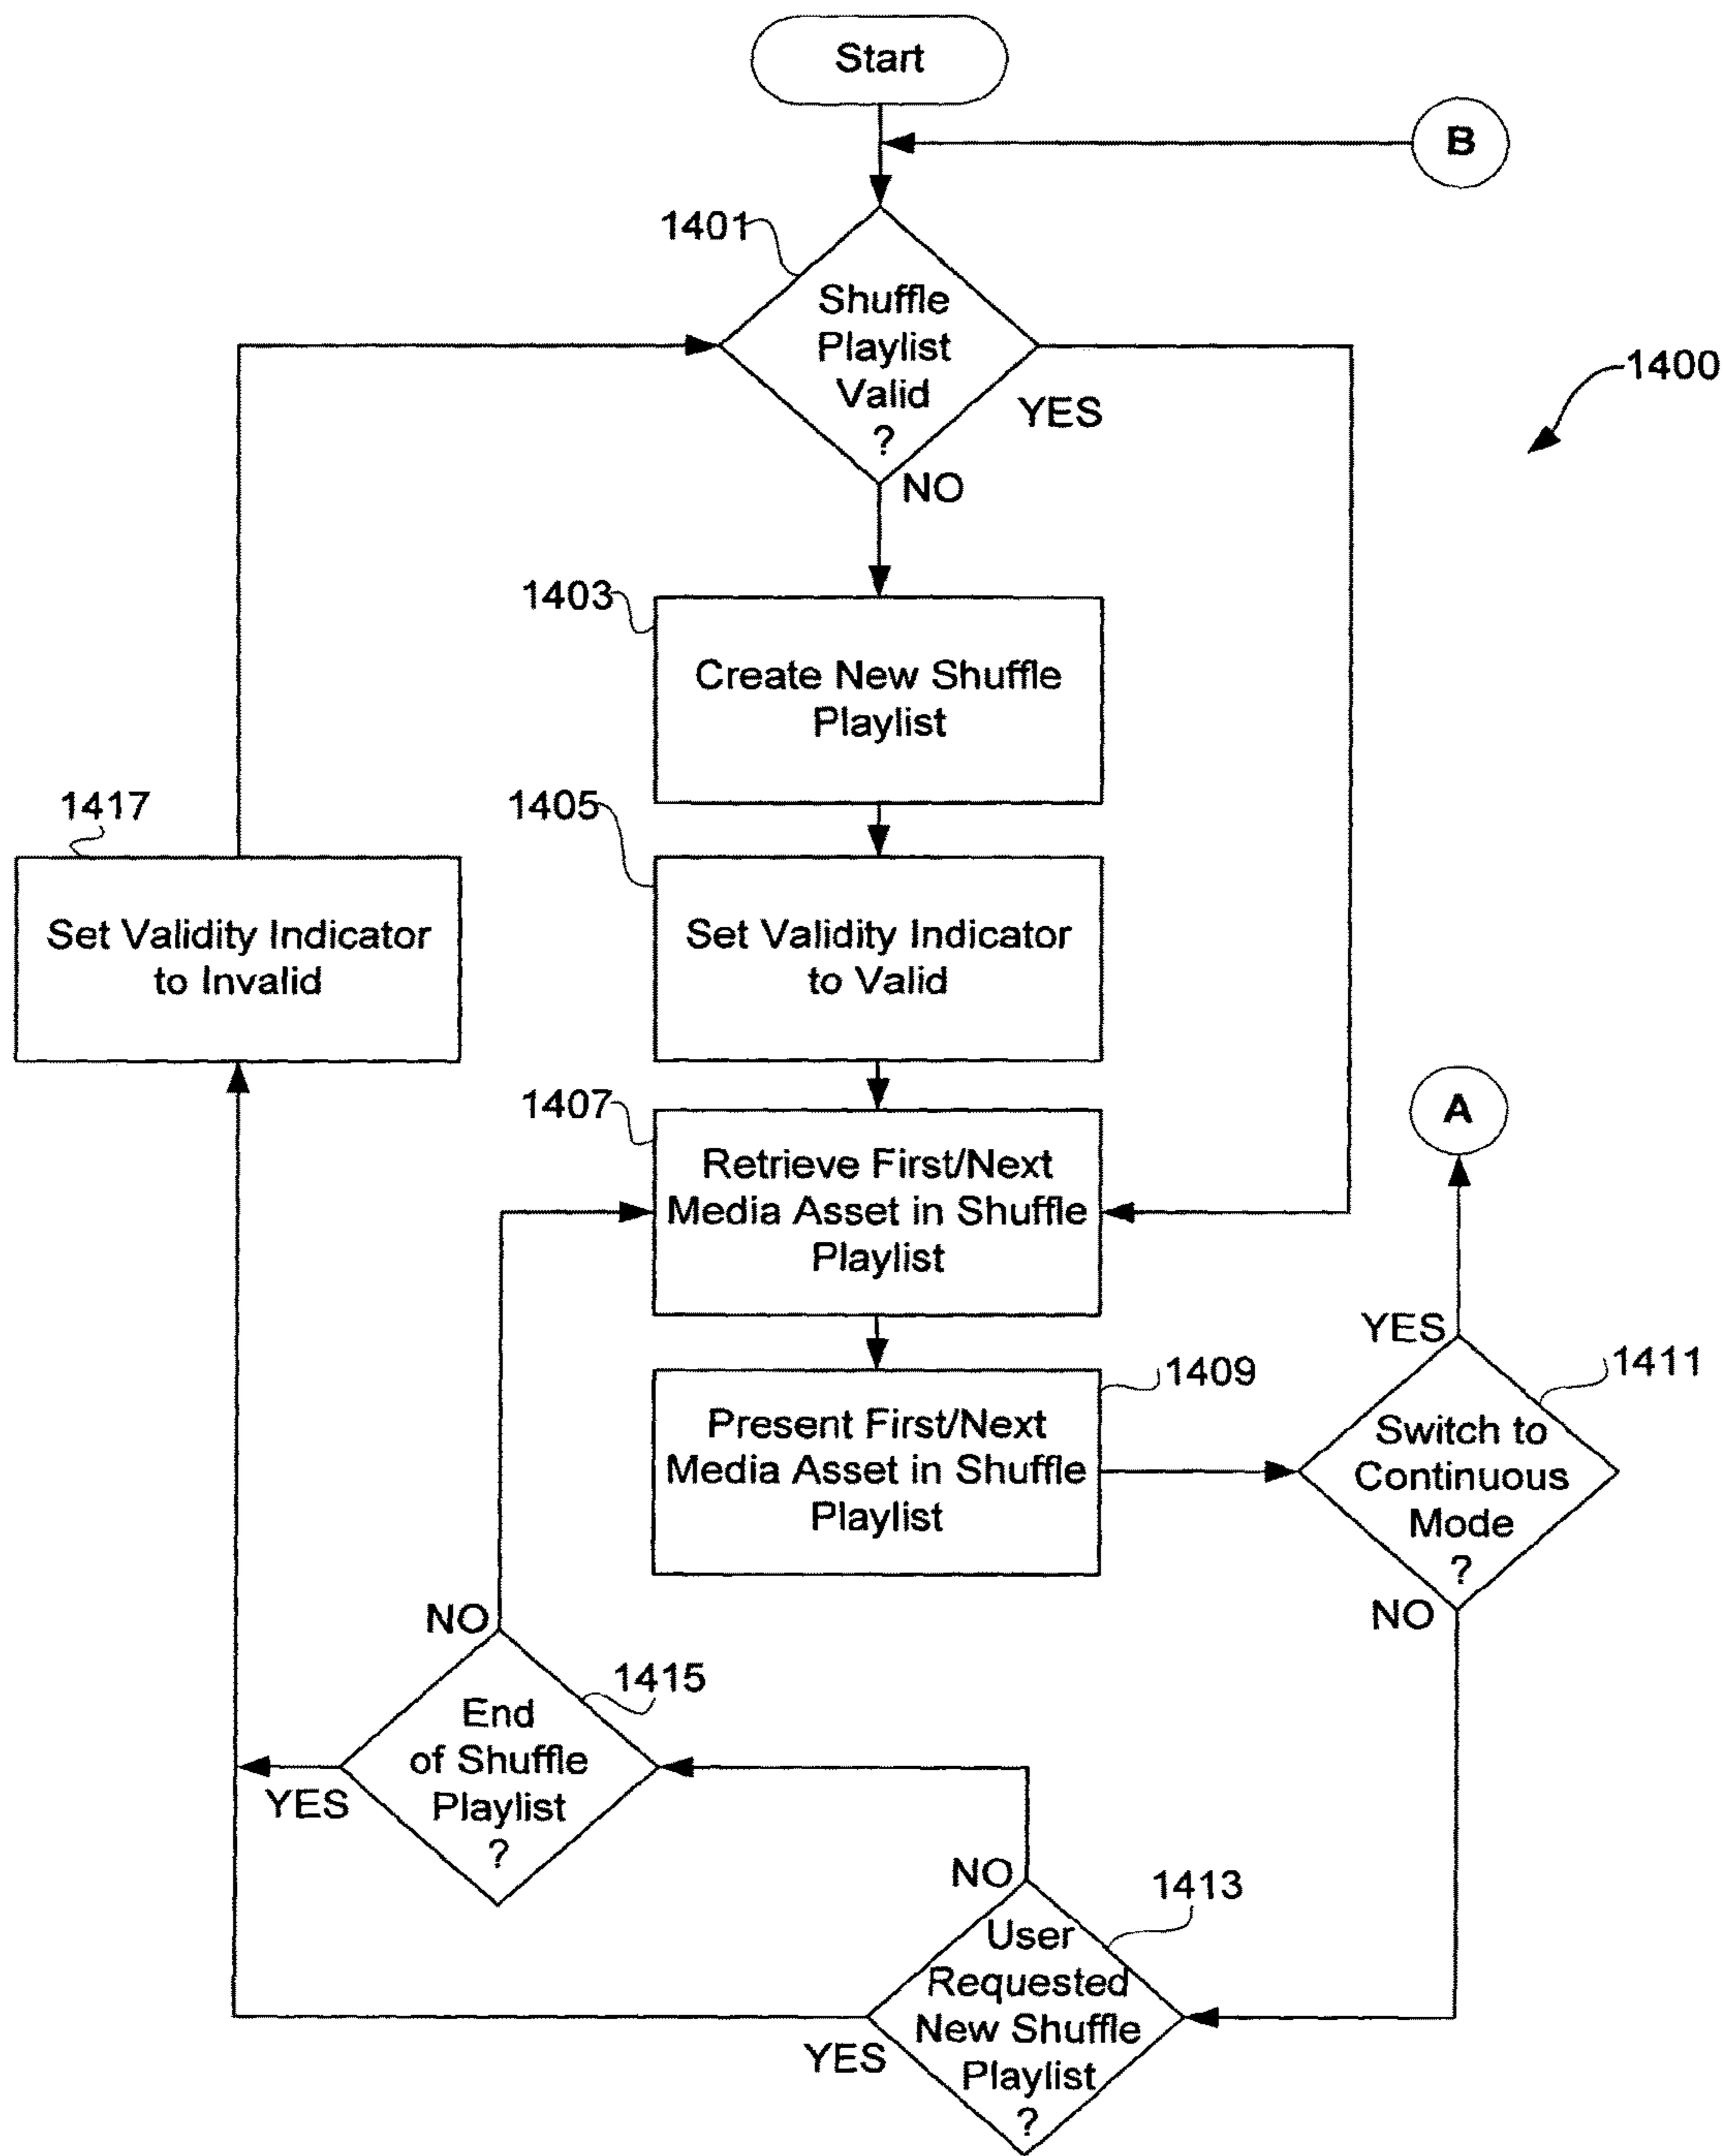 Start
B
1401
Shuffle
Playlist
Valid
?
YES
NO
1400
1403
Create New Shuffle
Playlist
1417
1405
Set Validity Indicator
to Invalid
Set Validity Indicator
to Valid
1407
A
Retrieve First/Next
Media Asset in Shuffle
Playlist
YES
1409
1411
Present First/Next
Media Asset in Shuffle
Playlist
Switch to
Continuous
Mode
?
NO
NO
1415
End
of Shuffle
Playlist
?
YES
NO
1413
User
Requested
New Shuffle
Playlist
?
YES